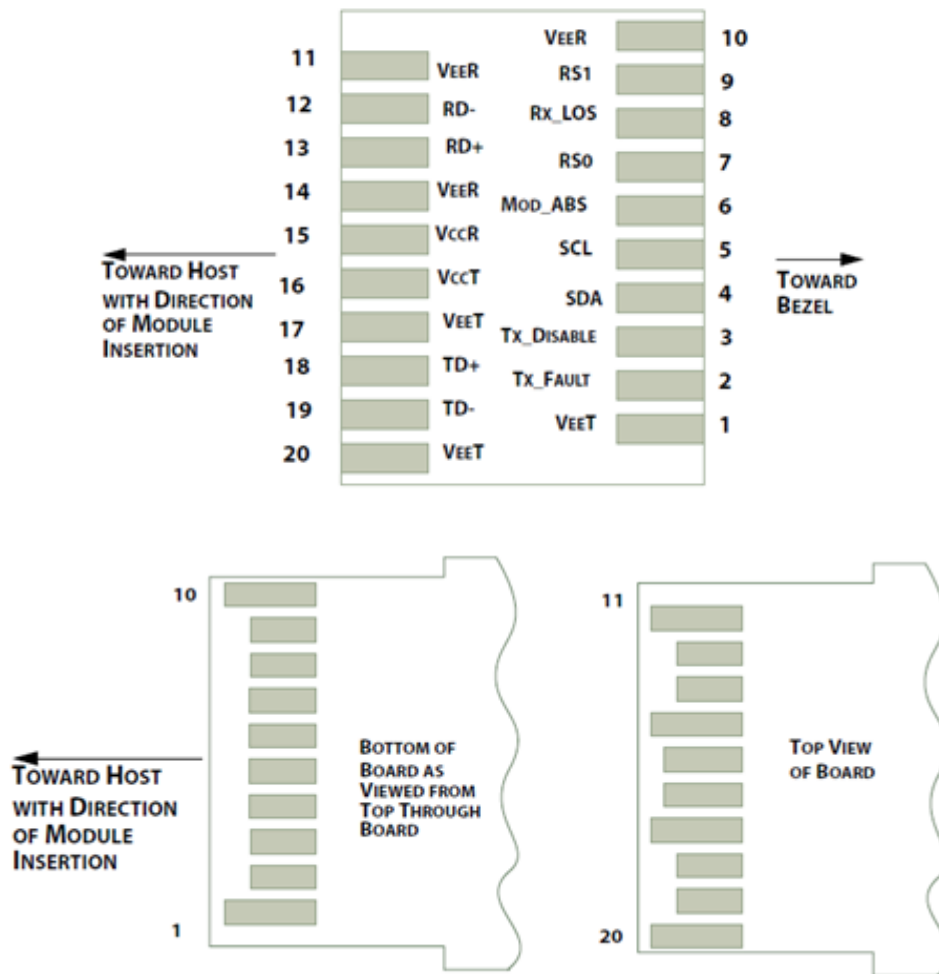 VEER 10
11 VEER
RS1 9
12 RD-
RX_LOS 8
13 RD+
RS0 7
14 VEER
MOD_ABS 6
15 VCCR
SCL 5
16 VCCT
SDA 4
17 VEET
TX_DISABLE 3
18 TD+
TX_FAULT 2
19 TD-
VEET 1
20 VEET
TOWARD HOST
WITH DIRECTION
OF MODULE
INSERTION
TOWARD
BEZEL
10
1
TOWARD HOST
WITH DIRECTION
OF MODULE
INSERTION
BOTTOM OF
BOARD AS
VIEWED FROM
TOP THROUGH
BOARD
11
20
TOP VIEW
OF BOARD